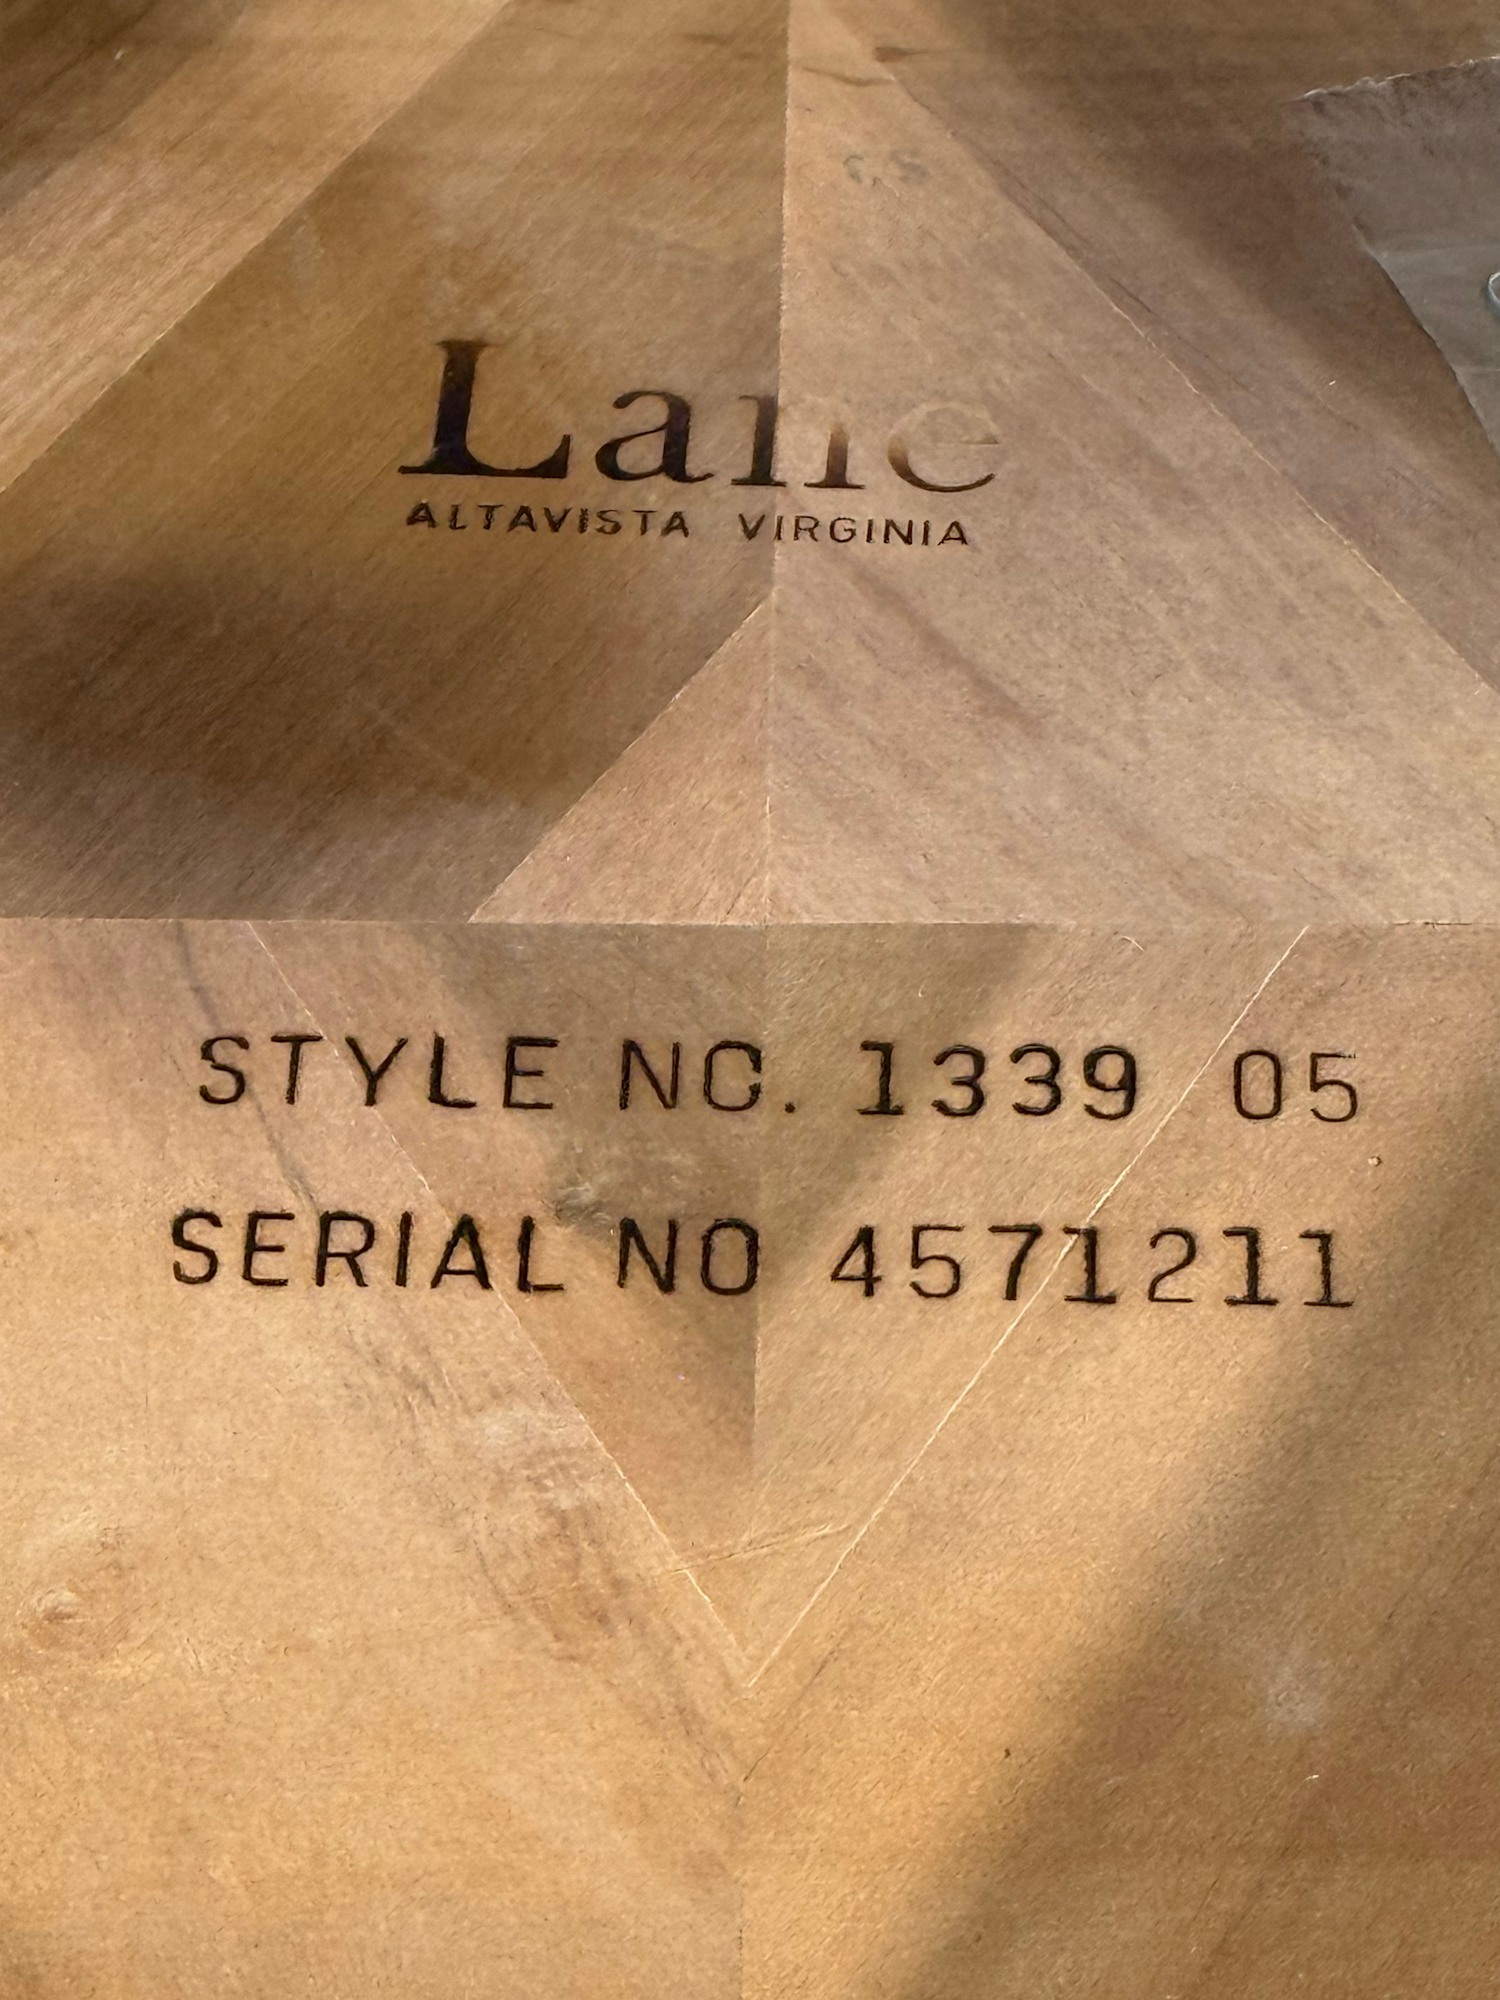 Lane
ALTAVISTA VIRGINIA
STYLE NO. 1339 05
SERIAL NO 4571211